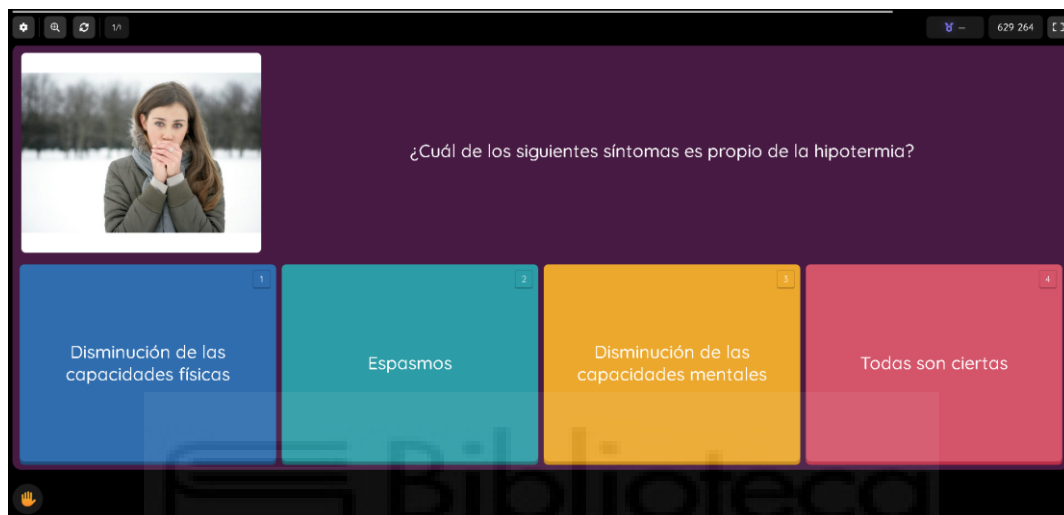 1/1
629 264
¿Cuál de los siguientes síntomas es propio de la hipotermia?
1
Disminución de las
capacidades físicas
2
Espasmos
3
Disminución de las
capacidades mentales
4
Todas son ciertas
Biblioteca